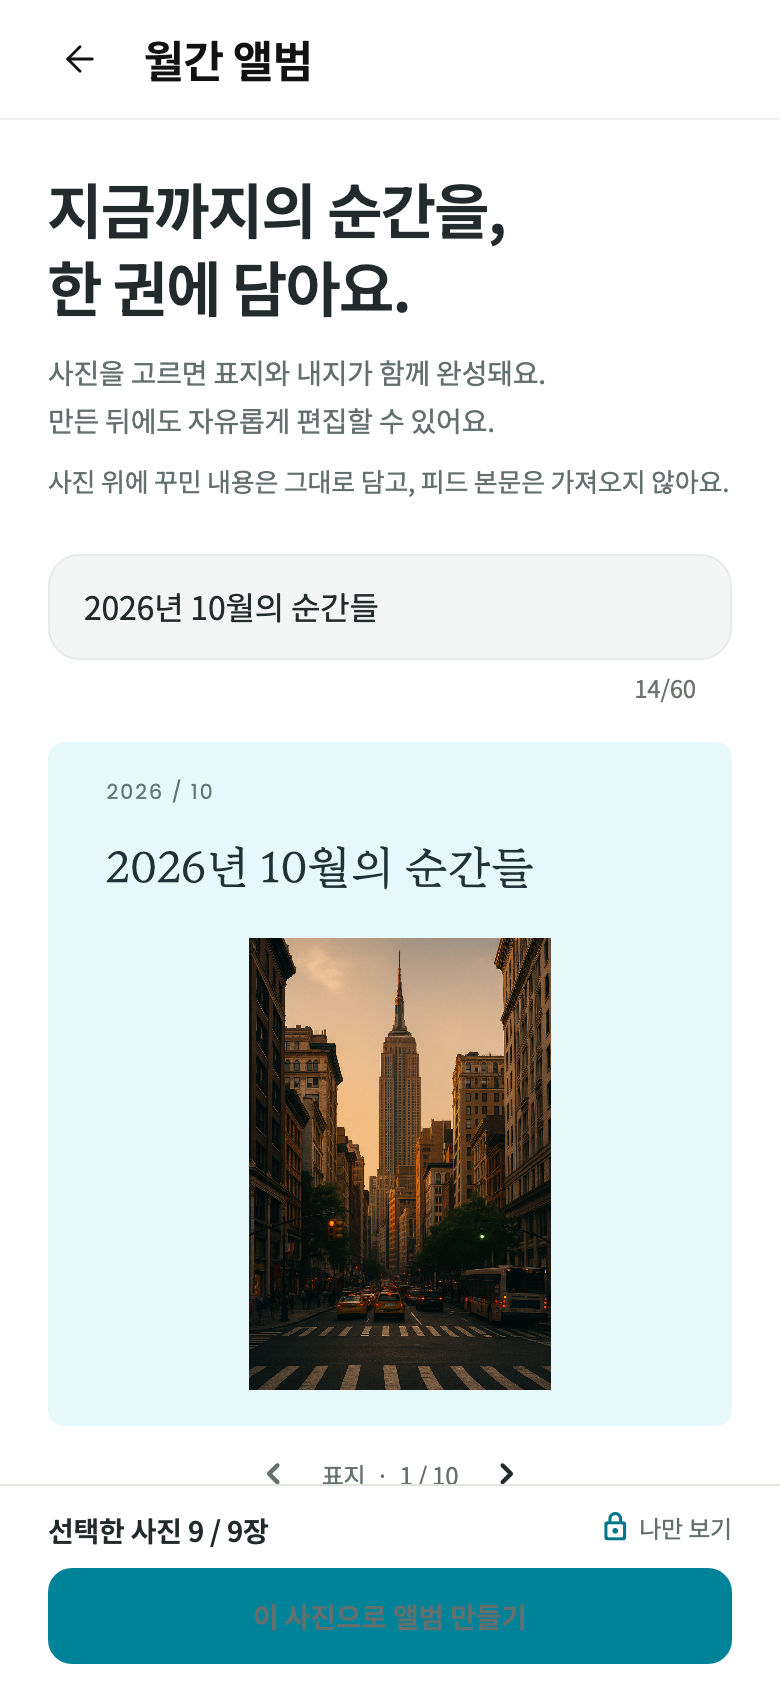 월간 앨범
지금까지의 순간을,
한 권에 담아요.
사진을 고르면 표지와 내지가 함께 완성돼요.
만든 뒤에도 자유롭게 편집할 수 있어요.
사진 위에 꾸민 내용은 그대로 담고, 피드 본문은 가져오지 않아요.
2026년 10월의 순간들
14/60
2026 / 10
2026년 10월의 순간들
표지 · 1 / 10
선택한 사진 9 / 9장
나만 보기
이 사진으로 앨범 만들기